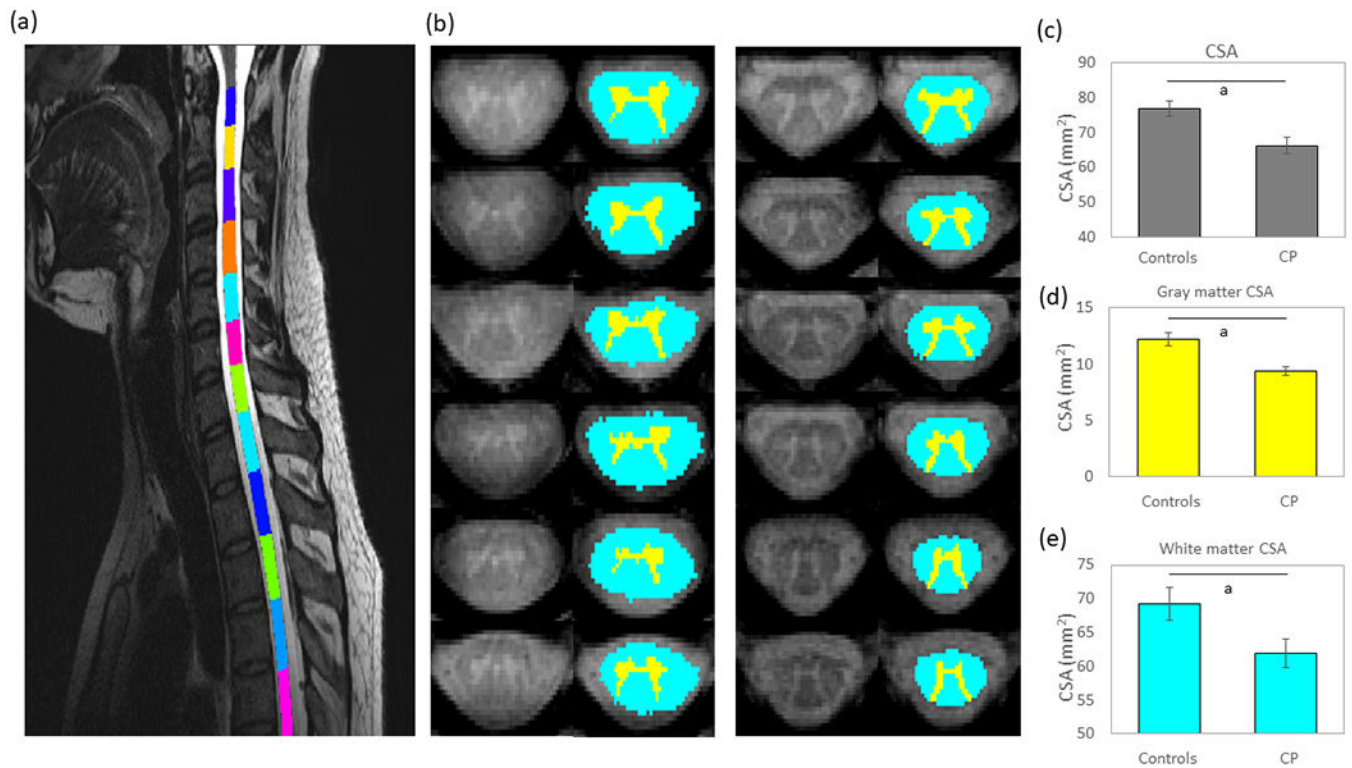 (a)
(b)
(c)
CSA
90
80
70
60
50
40
CSA (mm²)
a
Controls
CP
(d)
Gray matter CSA
15
10
5
0
CSA (mm²)
a
Controls
CP
(e)
White matter CSA
75
70
65
60
55
50
CSA (mm²)
a
Controls
CP